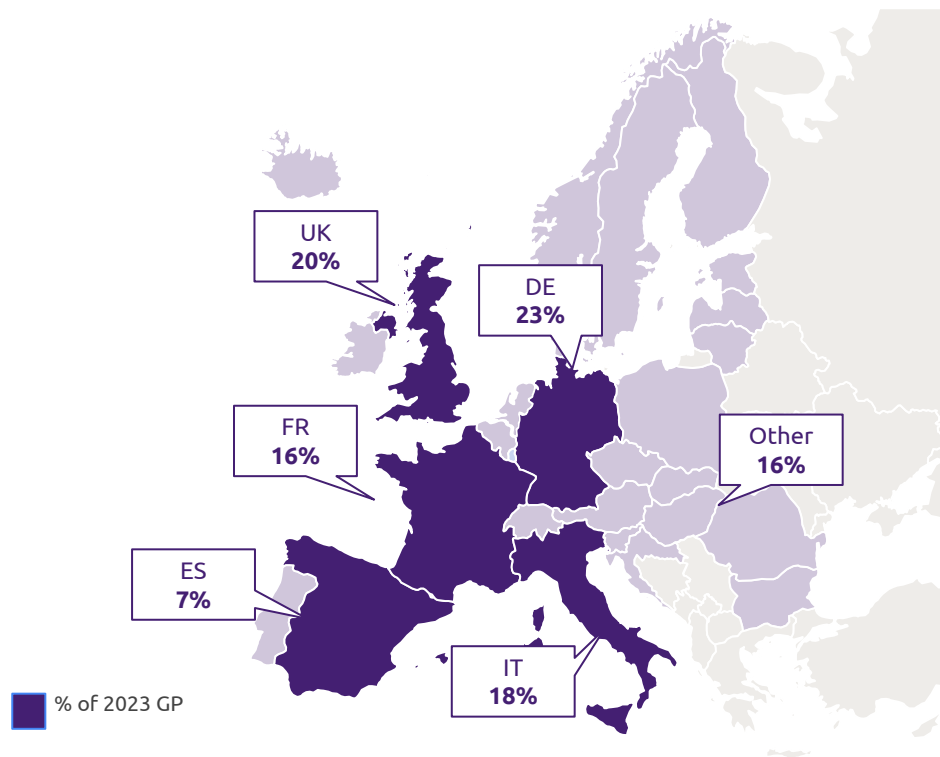 UK
20%
DE
23%
FR
16%
Other
16%
ES
7%
IT
18%
% of 2023 GP